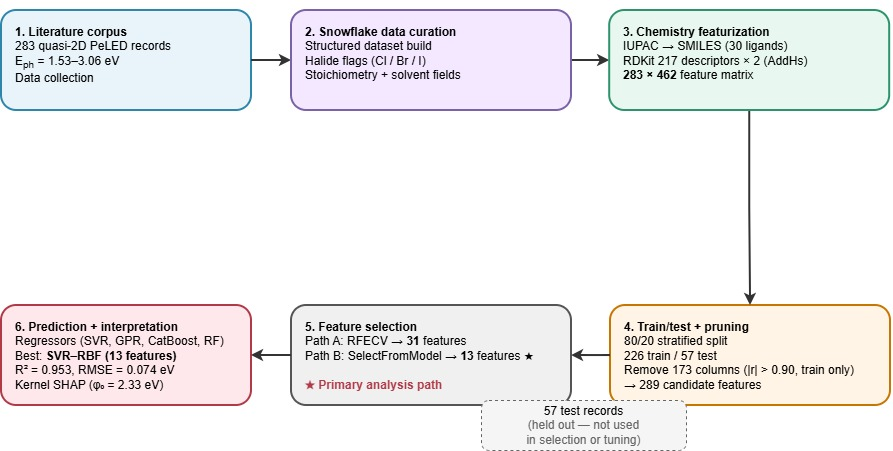 1. Literature corpus
283 quasi-2D PeLED records
Eph = 1.53–3.06 eV
Data collection
2. Snowflake data curation
Structured dataset build
Halide flags (Cl / Br / I)
Stoichiometry + solvent fields
3. Chemistry featurization
IUPAC → SMILES (30 ligands)
RDKit 217 descriptors × 2 (AddHs)
283 × 462 feature matrix
6. Prediction + interpretation
Regressors (SVR, GPR, CatBoost, RF)
Best: SVR–RBF (13 features)
R² = 0.953, RMSE = 0.074 eV
Kernel SHAP (φ₀ = 2.33 eV)
5. Feature selection
Path A: RFECV → 31 features
Path B: SelectFromModel → 13 features ★
★ Primary analysis path
4. Train/test + pruning
80/20 stratified split
226 train / 57 test
Remove 173 columns (|r| > 0.90, train only)
→ 289 candidate features
57 test records
(held out — not used
in selection or tuning)